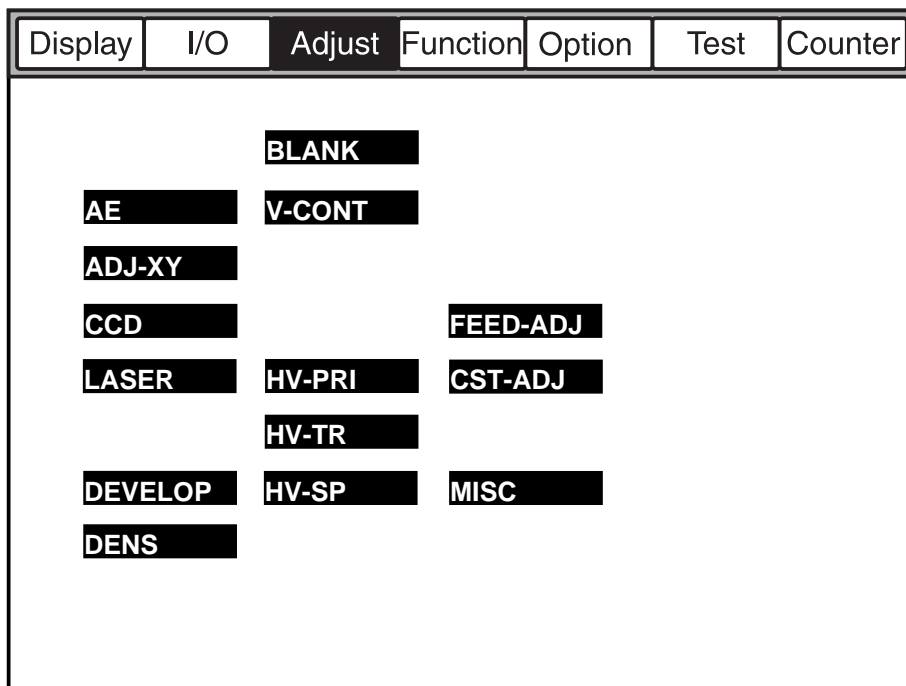 Display I/O Adjust Function Option Test Counter
BLANK
AE V-CONT
ADJ-XY
CCD FEED-ADJ
LASER HV-PRI CST-ADJ
HV-TR
DEVELOP HV-SP MISC
DENS